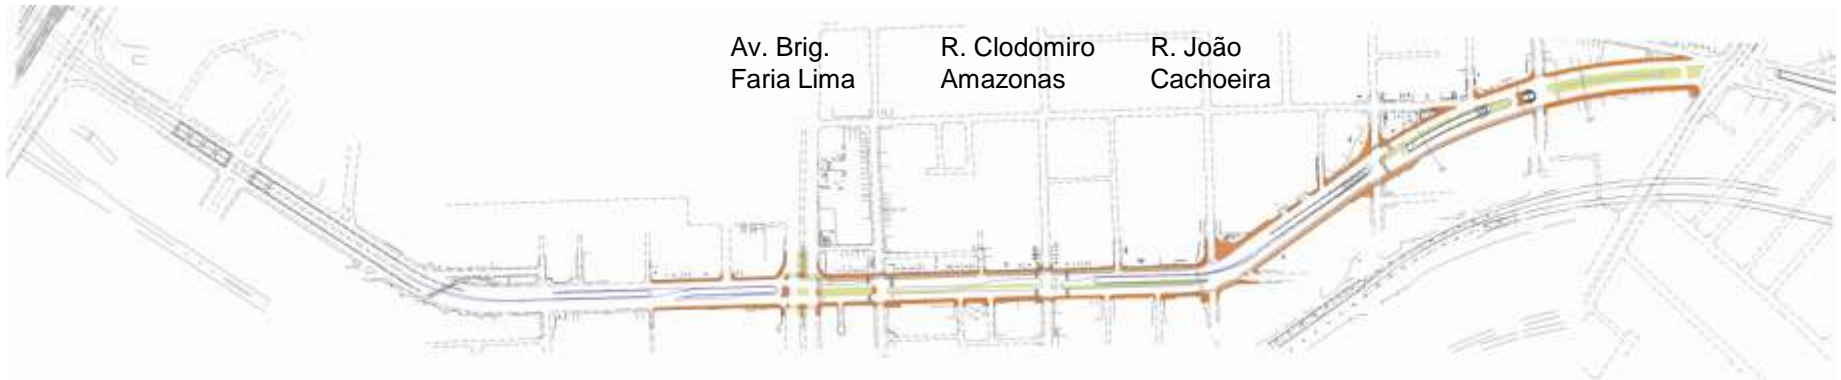 Av. Brig.
Faria Lima
R. Clodomiro
Amazonas
R. João
Cachoeira